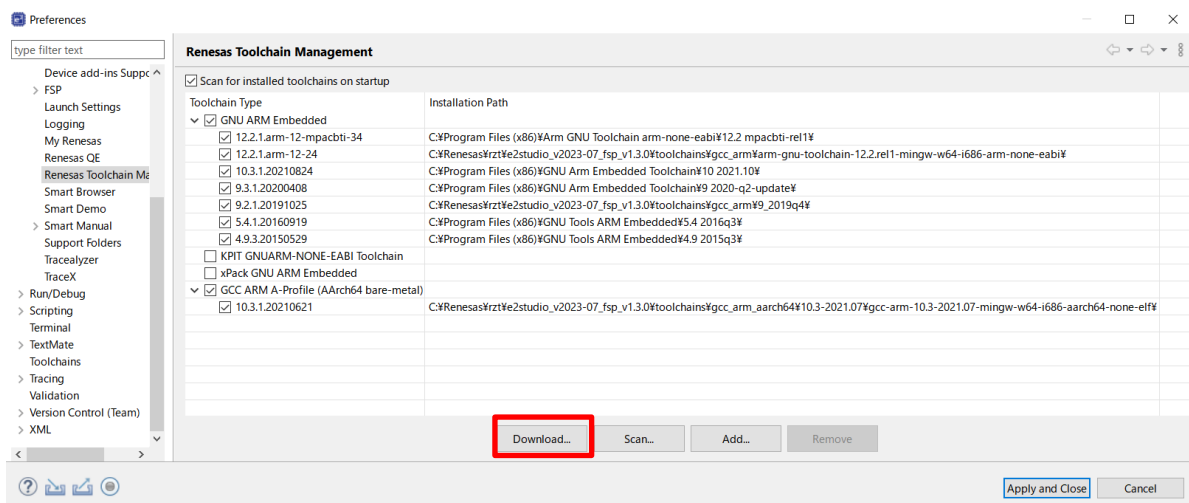 Preferences
type filter text
Device add-ins Suppc
FSP
Launch Settings
Logging
My Renesas
Renesas QE
Renesas Toolchain Ma
Smart Browser
Smart Demo
Smart Manual
Support Folders
Tracealyzer
TraceX
Run/Debug
Scripting
Terminal
TextMate
Toolchains
Tracing
Validation
Version Control (Team)
XML
Renesas Toolchain Management
Scan for installed toolchains on startup
Toolchain Type Installation Path
GNU ARM Embedded
12.2.1.arm-12-mpacbti-34 C:¥Program Files (x86)¥Arm GNU Toolchain arm-none-eabi¥12.2 mpacbti-rel1¥
12.2.1.arm-12-24 C:¥Renesas¥rzt¥e2studio_v2023-07_fsp_v1.3.0¥toolchains¥gcc_arm¥arm-gnu-toolchain-12.2.rel1-mingw-w64-i686-arm-none-eabi¥
10.3.1.20210824 C:¥Program Files (x86)¥GNU Arm Embedded Toolchain¥10 2021.10¥
9.3.1.20200408 C:¥Program Files (x86)¥GNU Arm Embedded Toolchain¥9 2020-q2-update¥
9.2.1.20191025 C:¥Renesas¥rzt¥e2studio_v2023-07_fsp_v1.3.0¥toolchains¥gcc_arm¥9_2019q4¥
5.4.1.20160919 C:¥Program Files (x86)¥GNU Tools ARM Embedded¥5.4 2016q3¥
4.9.3.20150529 C:¥Program Files (x86)¥GNU Tools ARM Embedded¥4.9 2015q3¥
KPIT GNUARM-NONE-EABI Toolchain
xPack GNU ARM Embedded
GCC ARM A-Profile (AArch64 bare-metal)
10.3.1.20210621 C:¥Renesas¥rzt¥e2studio_v2023-07_fsp_v1.3.0¥toolchains¥gcc_arm_aarch64¥10.3-2021.07¥gcc-arm-10.3-2021.07-mingw-w64-i686-aarch64-none-elf¥
Download... Scan... Add... Remove
Apply and Close Cancel